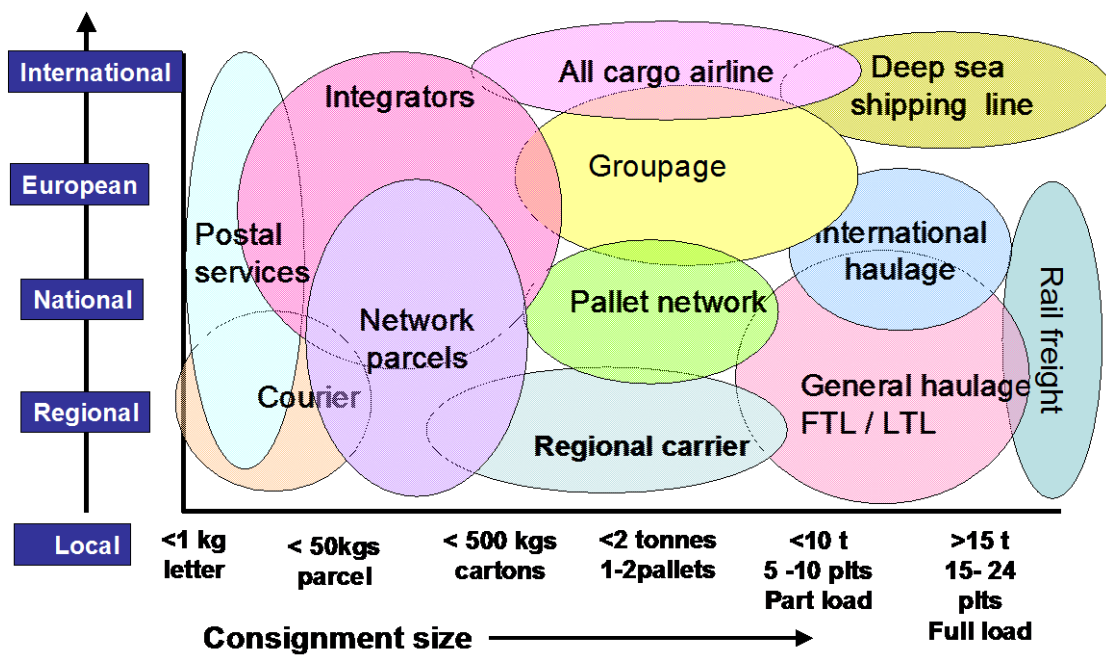 International
European
National
Regional
Local
Integrators
All cargo airline
Deep sea
shipping line
Groupage
Postal
services
International
haulage
Pallet network
Network
parcels
Rail freight
Courier
General haulage
FTL / LTL
Regional carrier
<1 kg
letter
< 50kgs
parcel
< 500 kgs
cartons
<2 tonnes
1-2pallets
<10 t
5 -10 plts
Part load
>15 t
15- 24
plts
Full load
Consignment size